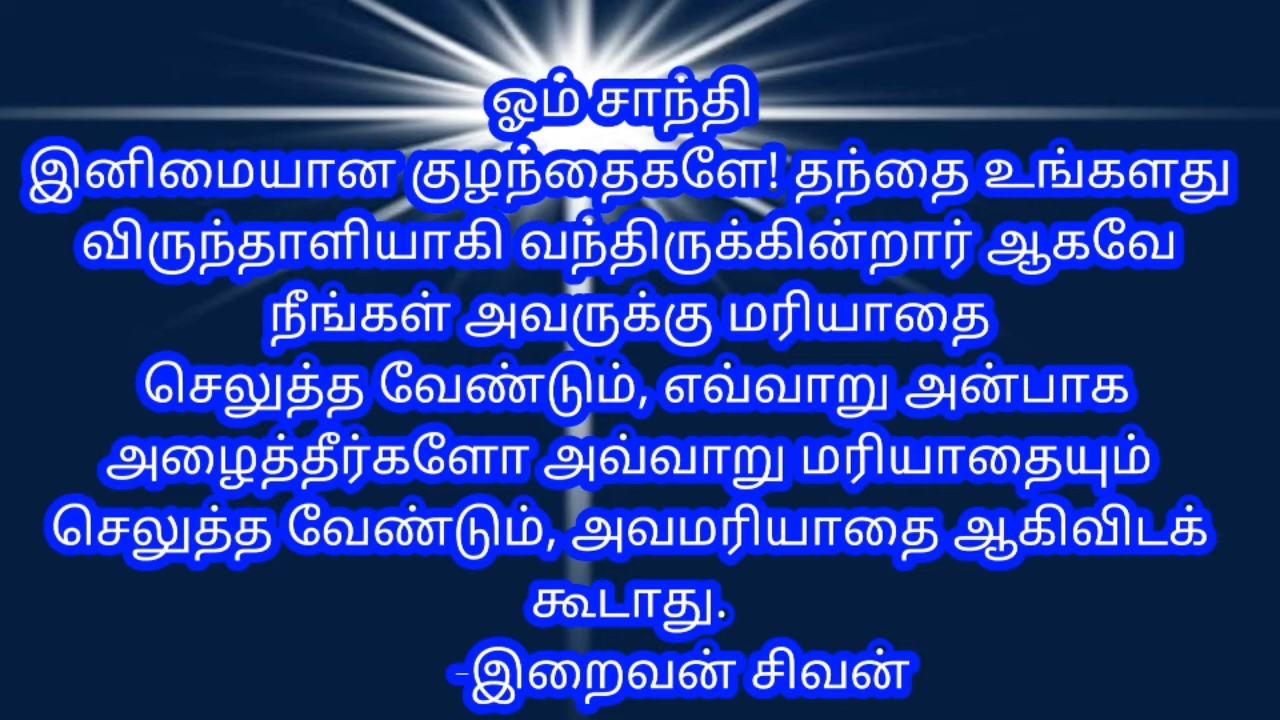 ஓம் சாந்தி
இனிமையான குழந்தைகளே! தந்தை உங்களது
விருந்தாளியாகி வந்திருக்கின்றார் ஆகவே
நீங்கள் அவருக்கு மரியாதை
செலுத்த வேண்டும், எவ்வாறு அன்பாக
அழைத்தீர்களோ அவ்வாறு மரியாதையும்
செலுத்த வேண்டும், அவமரியாதை ஆகிவிடக்
கூடாது.
-இறைவன் சிவன்